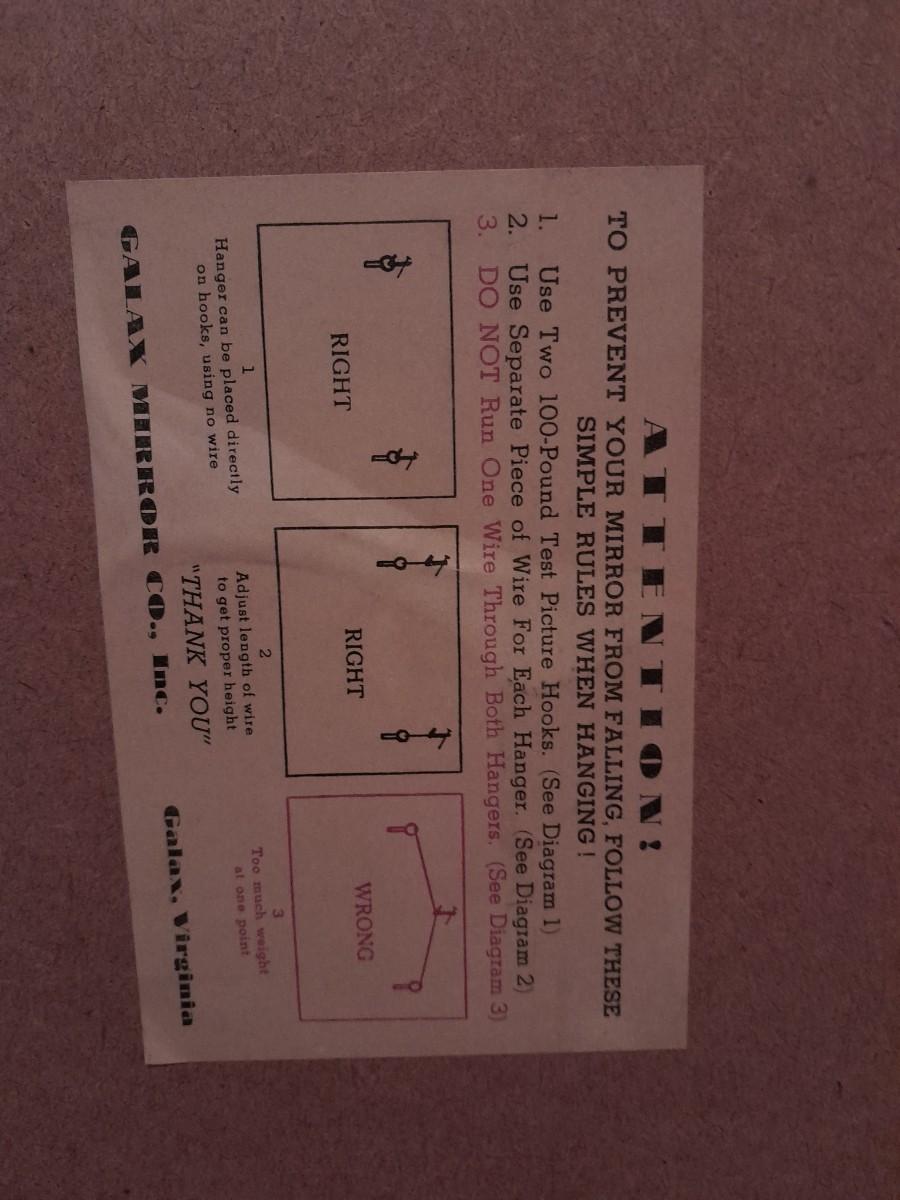 ATTENTION!
TO PREVENT YOUR MIRROR FROM FALLING, FOLLOW THESE
SIMPLE RULES WHEN HANGING!
1. Use Two 100-Pound Test Picture Hooks. (See Diagram 1)
2. Use Separate Piece of Wire For Each Hanger. (See Diagram 2)
3. DO NOT Run One Wire Through Both Hangers. (See Diagram 3)
RIGHT
1
Hanger can be placed directly
on hooks, using no wire
RIGHT
2
Adjust length of wire
to get proper height
WRONG
3
Too much weight
at one point
"THANK YOU"
GALAX MIRROR CO., Inc. Galax, Virginia